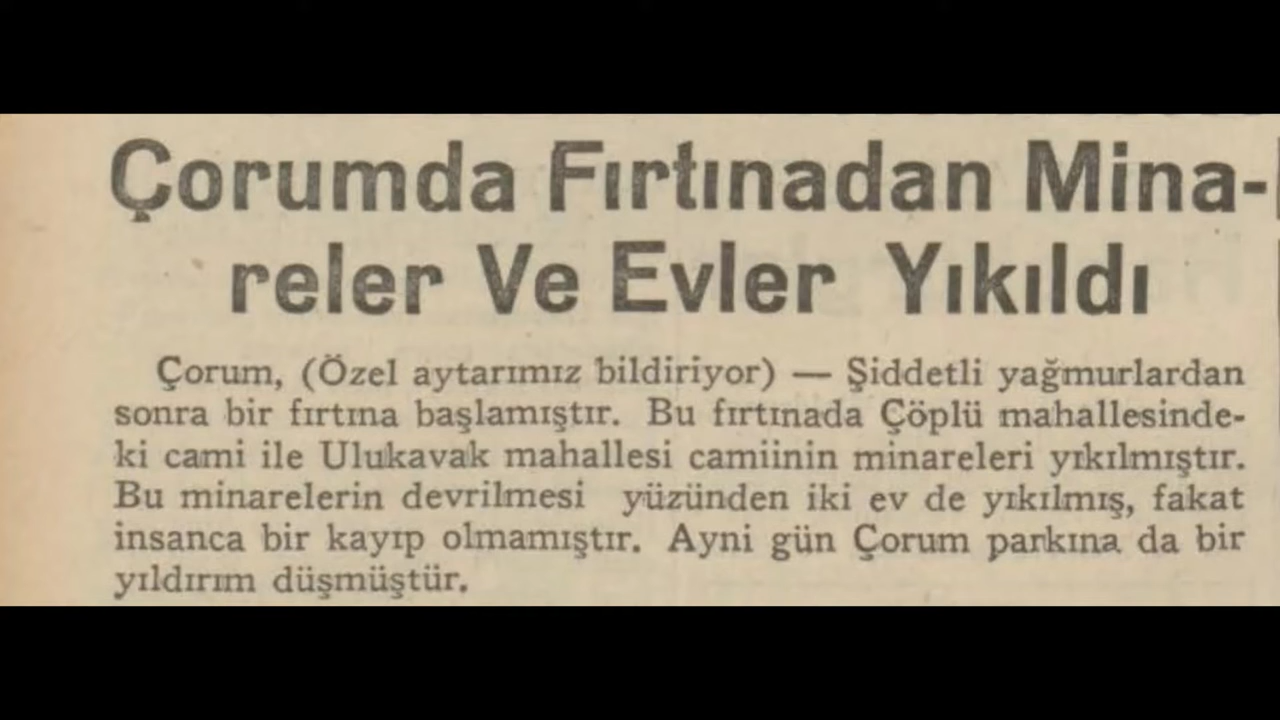 Çorumda Fırtınadan Mina-
reler Ve Evler Yıkıldı
Çorum, (Özel aytarımız bildiriyor) — Şiddetli yağmurlardan
sonra bir fırtına başlamıştır. Bu fırtınada Çöplü mahallesinde-
ki cami ile Ulukavak mahallesi camiinin minareleri yıkılmıştır.
Bu minarelerin devrilmesi yüzünden iki ev de yıkılmış, fakat
insanca bir kayıp olmamıştır. Ayni gün Çorum parkına da bir
yıldırım düşmüştür.